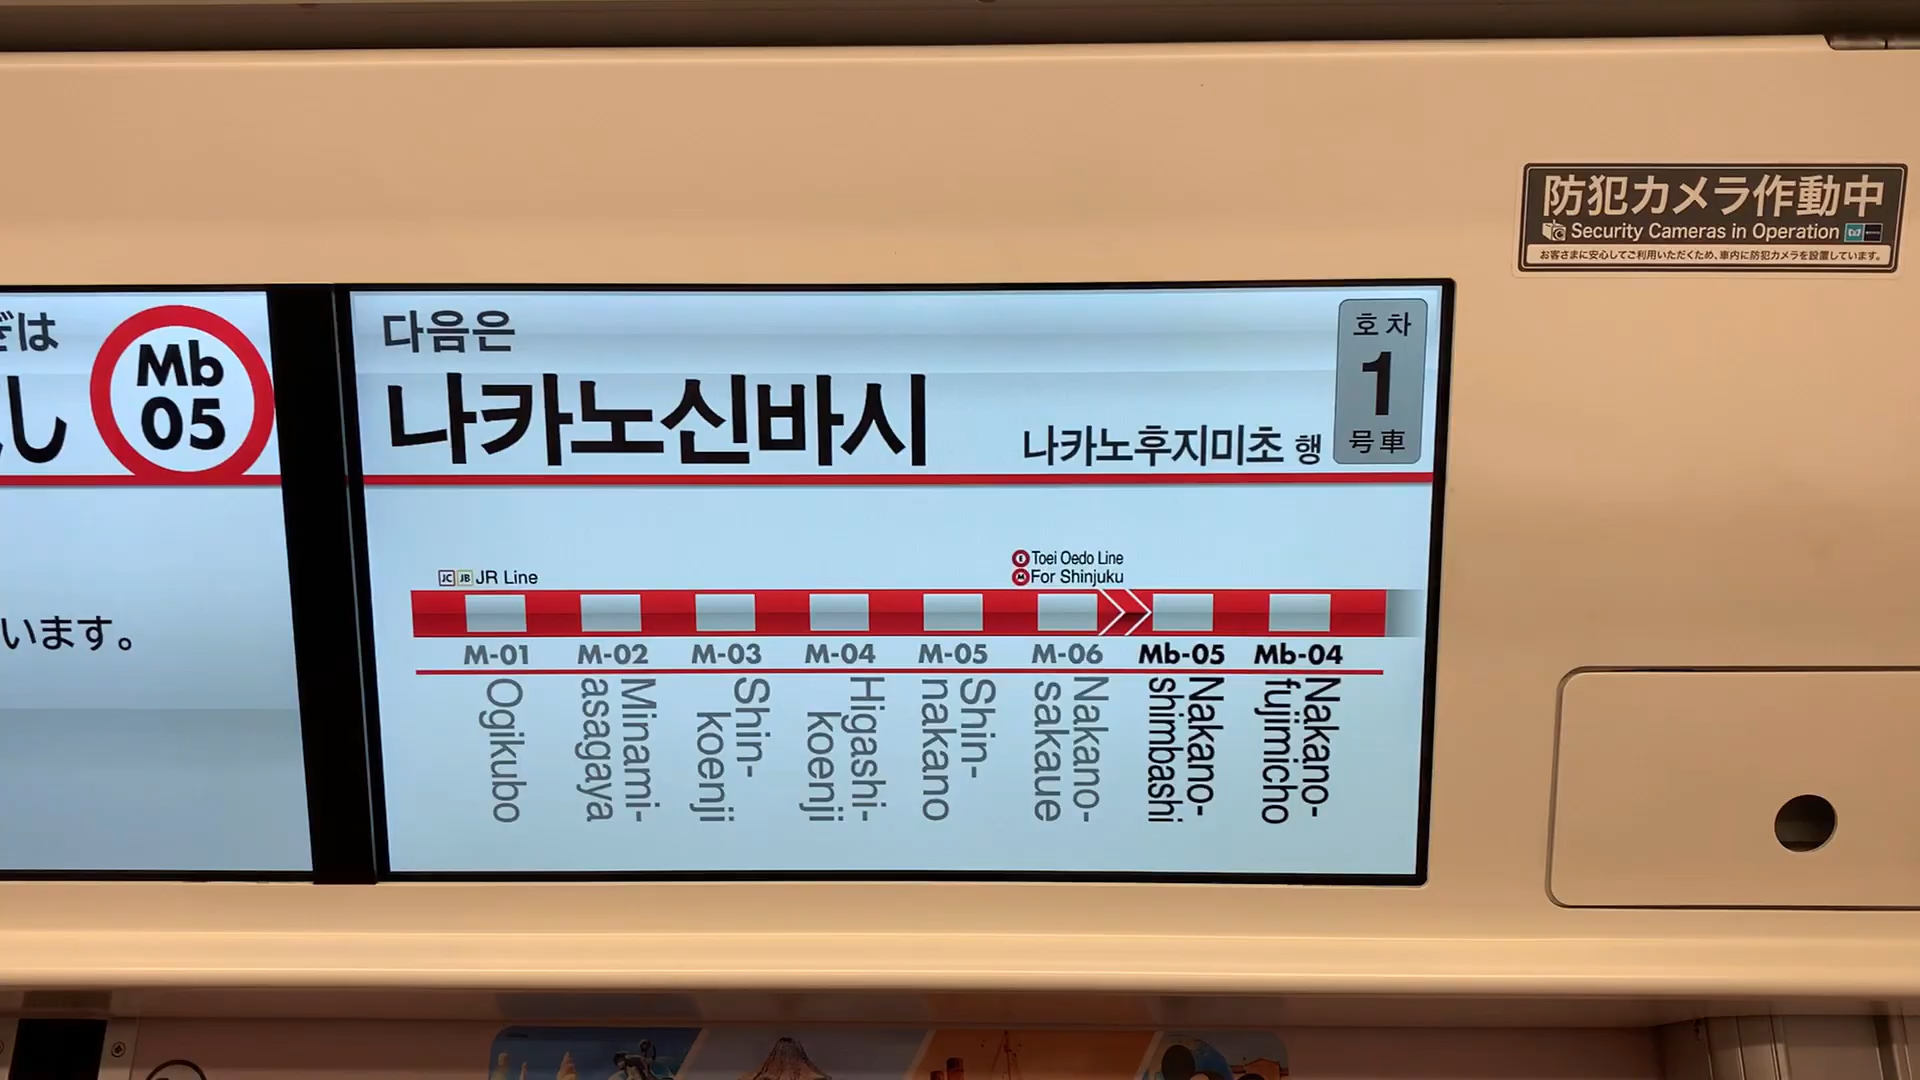 ぎは
し
Mb
05
います。
다음은
나카노신바시
나카노후지미초 행
호차
1
号車
JC JB JR Line
E Toei Oedo Line
M For Shinjuku
M-01 M-02 M-03 M-04 M-05 M-06 Mb-05 Mb-04
Ogikubo
Minami-
asagaya
Shin-
koenji
Higashi-
koenji
Shin-
nakano
Nakano-
sakaue
Nakano-
shimbashi
Nakano-
fujimicho
防犯カメラ作動中
Security Cameras in Operation
お客さまに安心してご利用いただくため、車内に防犯カメラを設置しています。